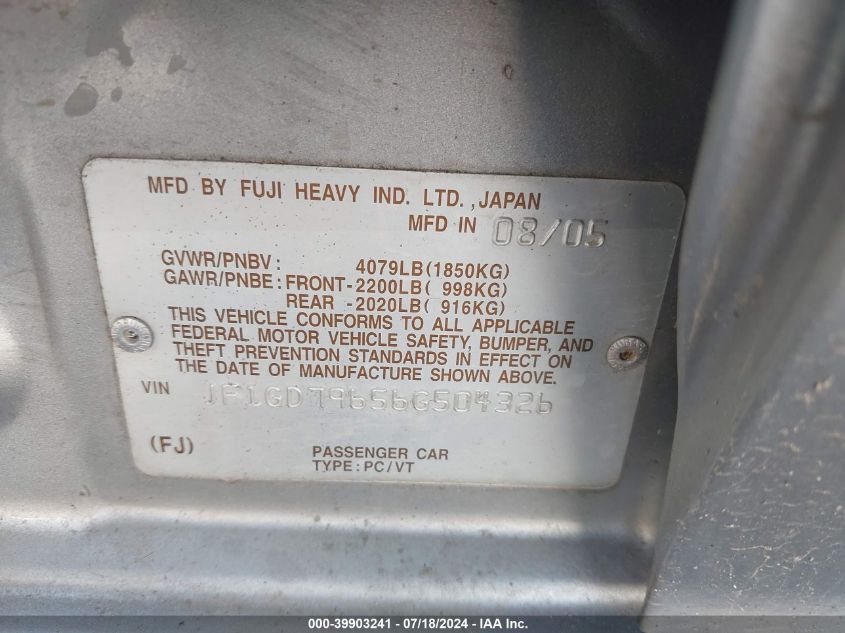 MFD BY FUJI HEAVY IND. LTD.,JAPAN
MFD IN 08/05
GVWR/PNBV: 4079LB(1850KG)
GAWR/PNBE: FRONT-2200LB( 998KG)
REAR -2020LB( 916KG)
THIS VEHICLE CONFORMS TO ALL APPLICABLE
FEDERAL MOTOR VEHICLE SAFETY, BUMPER, AND
THEFT PREVENTION STANDARDS IN EFFECT ON
THE DATE OF MANUFACTURE SHOWN ABOVE.
VIN JF1GD79656G504326
(FJ) PASSENGER CAR
TYPE:PC/VT
000-39903241 - 07/18/2024 - IAA Inc.